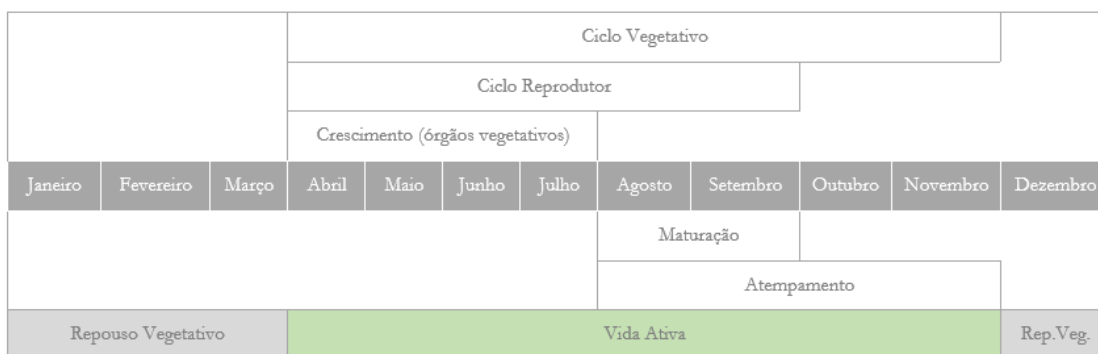 Ciclo Vegetativo
Ciclo Reprodutor
Crescimento (órgãos vegetativos)
Janeiro Fevereiro Março Abril Maio Junho Julho Agosto Setembro Outubro Novembro Dezembro
Maturação
Atempamento
Repouso Vegetativo Vida Ativa Rep.Veg.